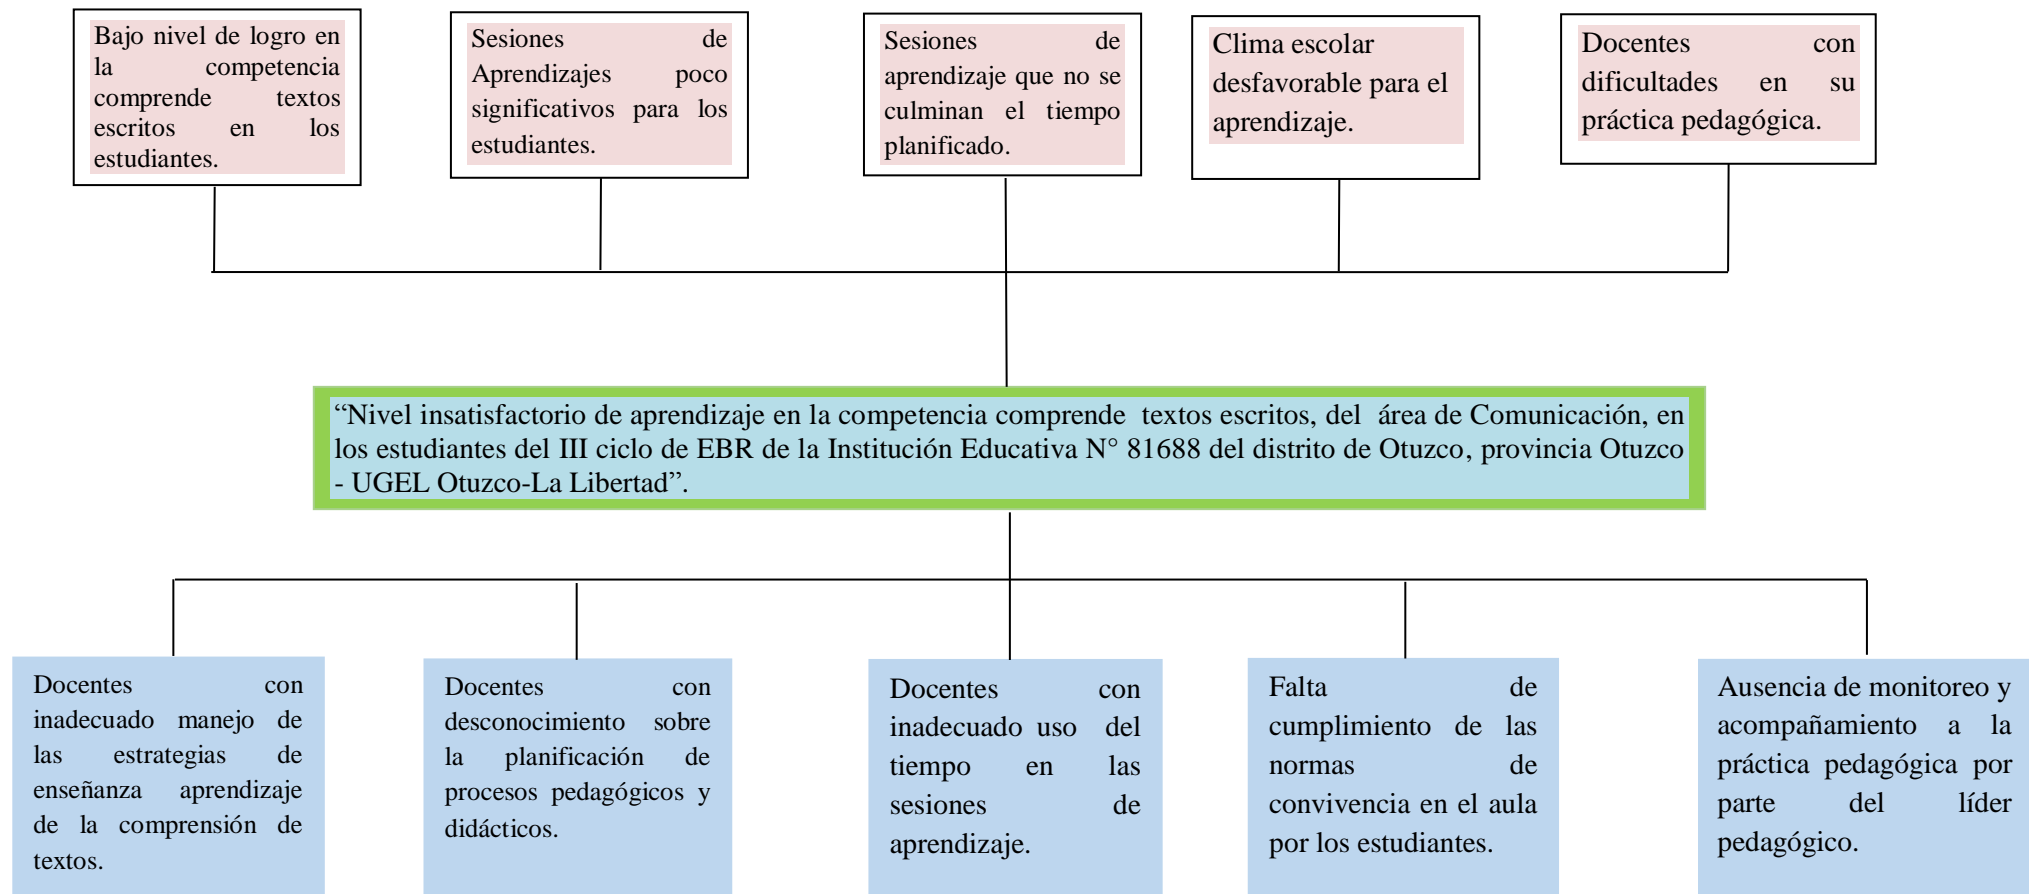 Bajo nivel de logro en
la competencia
comprende textos
escritos en los
estudiantes.
Sesiones de
Aprendizajes poco
significativos para los
estudiantes.
Sesiones de
aprendizaje que no se
culminan el tiempo
planificado.
Clima escolar
desfavorable para el
aprendizaje.
Docentes con
dificultades en su
práctica pedagógica.
“Nivel insatisfactorio de aprendizaje en la competencia comprende textos escritos, del área de Comunicación, en
los estudiantes del III ciclo de EBR de la Institución Educativa N° 81688 del distrito de Otuzco, provincia Otuzco
- UGEL Otuzco-La Libertad”.
Docentes con
inadecuado manejo de
las estrategias de
enseñanza aprendizaje
de la comprensión de
textos.
Docentes con
desconocimiento sobre
la planificación de
procesos pedagógicos y
didácticos.
Docentes con
inadecuado uso del
tiempo en las
sesiones de
aprendizaje.
Falta de
cumplimiento de las
normas de
convivencia en el aula
por los estudiantes.
Ausencia de monitoreo y
acompañamiento a la
práctica pedagógica por
parte del líder
pedagógico.